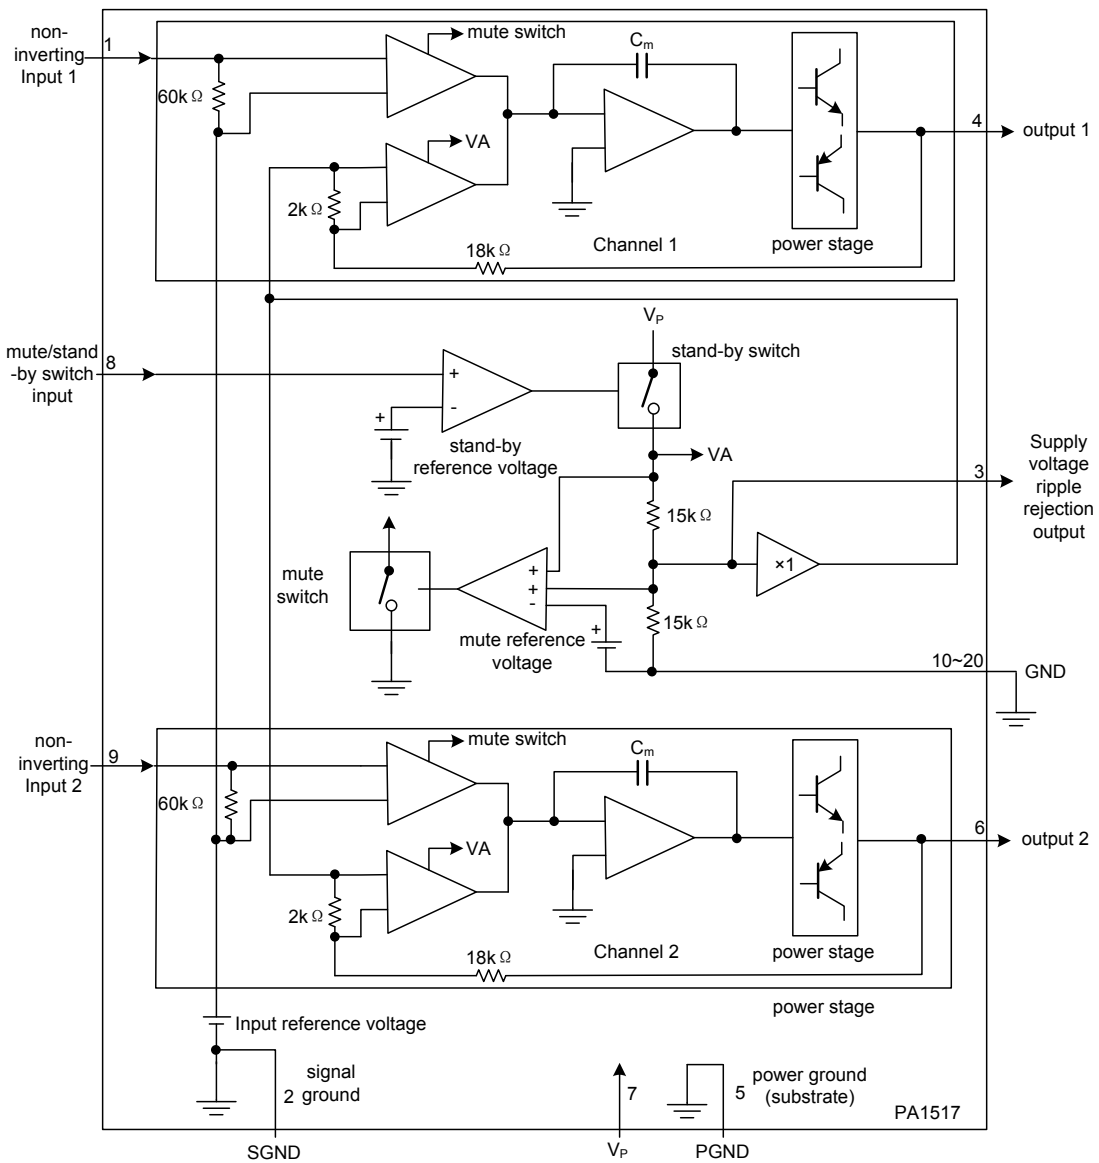 non-
inverting
Input 1
1
mute switch
Cm
60k Ω
VA
4
output 1
2k Ω
18k Ω
Channel 1
power stage
VP
mute/stand
-by switch
input
8
stand-by switch
+
-
+
stand-by
reference voltage
VA
3
Supply
voltage
ripple
rejection
output
15k Ω
×1
mute
switch
+
+
-
+
15k Ω
mute reference
voltage
10~20
GND
non-
inverting
Input 2
9
mute switch
Cm
60k Ω
VA
6
output 2
2k Ω
18k Ω
Channel 2
power stage
power stage
Input reference voltage
2
signal
ground
7
5
power ground
(substrate)
PA1517
SGND
VP
PGND